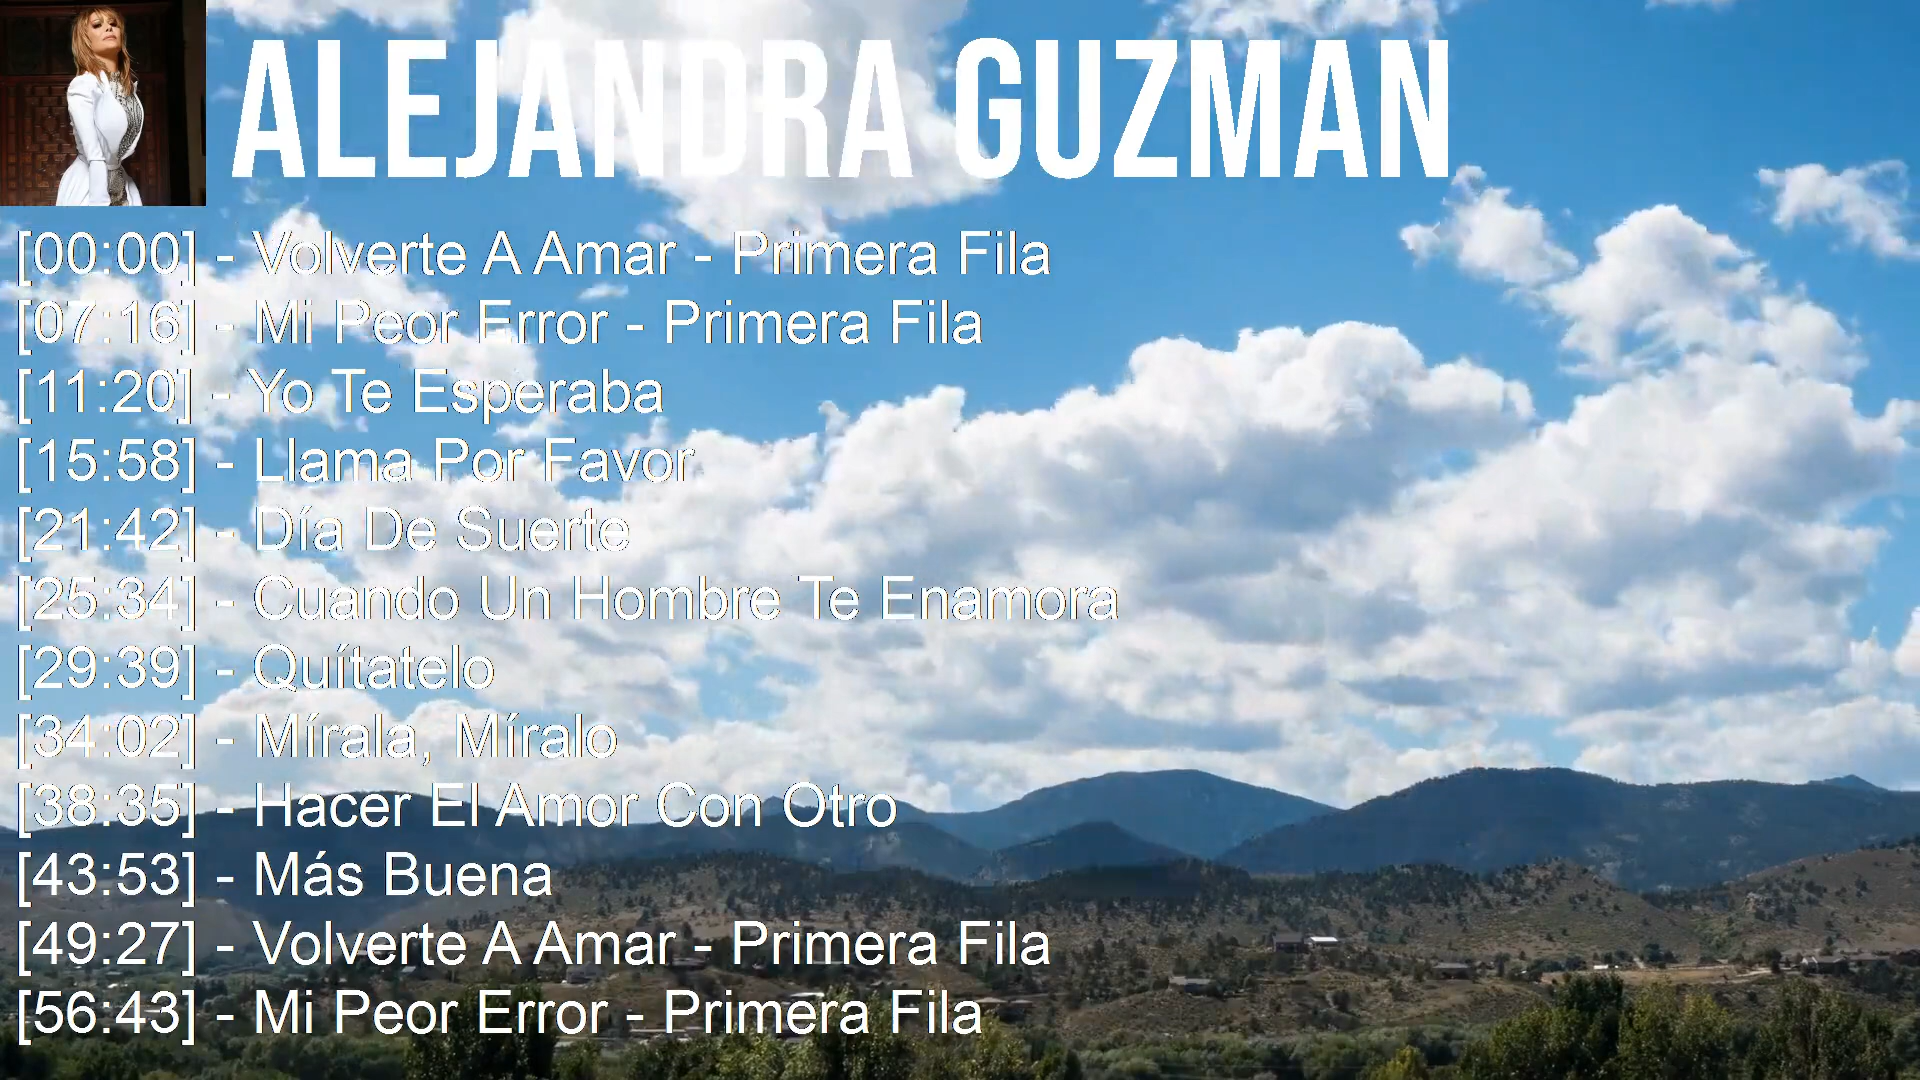 ALEJANDRA GUZMAN
[00:00] - Volverte A Amar - Primera Fila
[07:16] - Mi Peor Error - Primera Fila
[11:20] - Yo Te Esperaba
[15:58] - Llama Por Favor
[21:42] - Día De Suerte
[25:34] - Cuando Un Hombre Te Enamora
[29:39] - Quítatelo
[34:02] - Mírala, Míralo
[38:35] - Hacer El Amor Con Otro
[43:53] - Más Buena
[49:27] - Volverte A Amar - Primera Fila
[56:43] - Mi Peor Error - Primera Fila